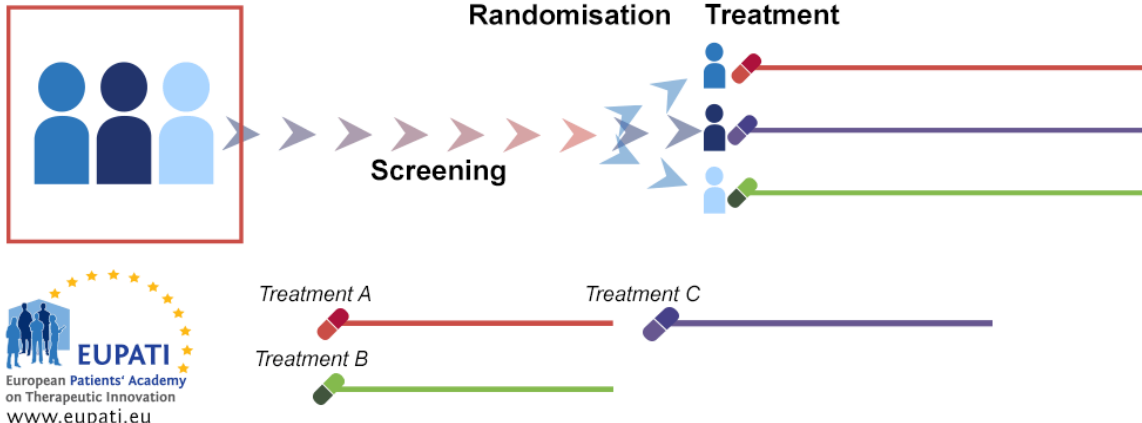 Randomisation
Treatment
Screening
Treatment A
Treatment C
Treatment B
EUPATI
European Patients' Academy
on Therapeutic Innovation
www.eupati.eu